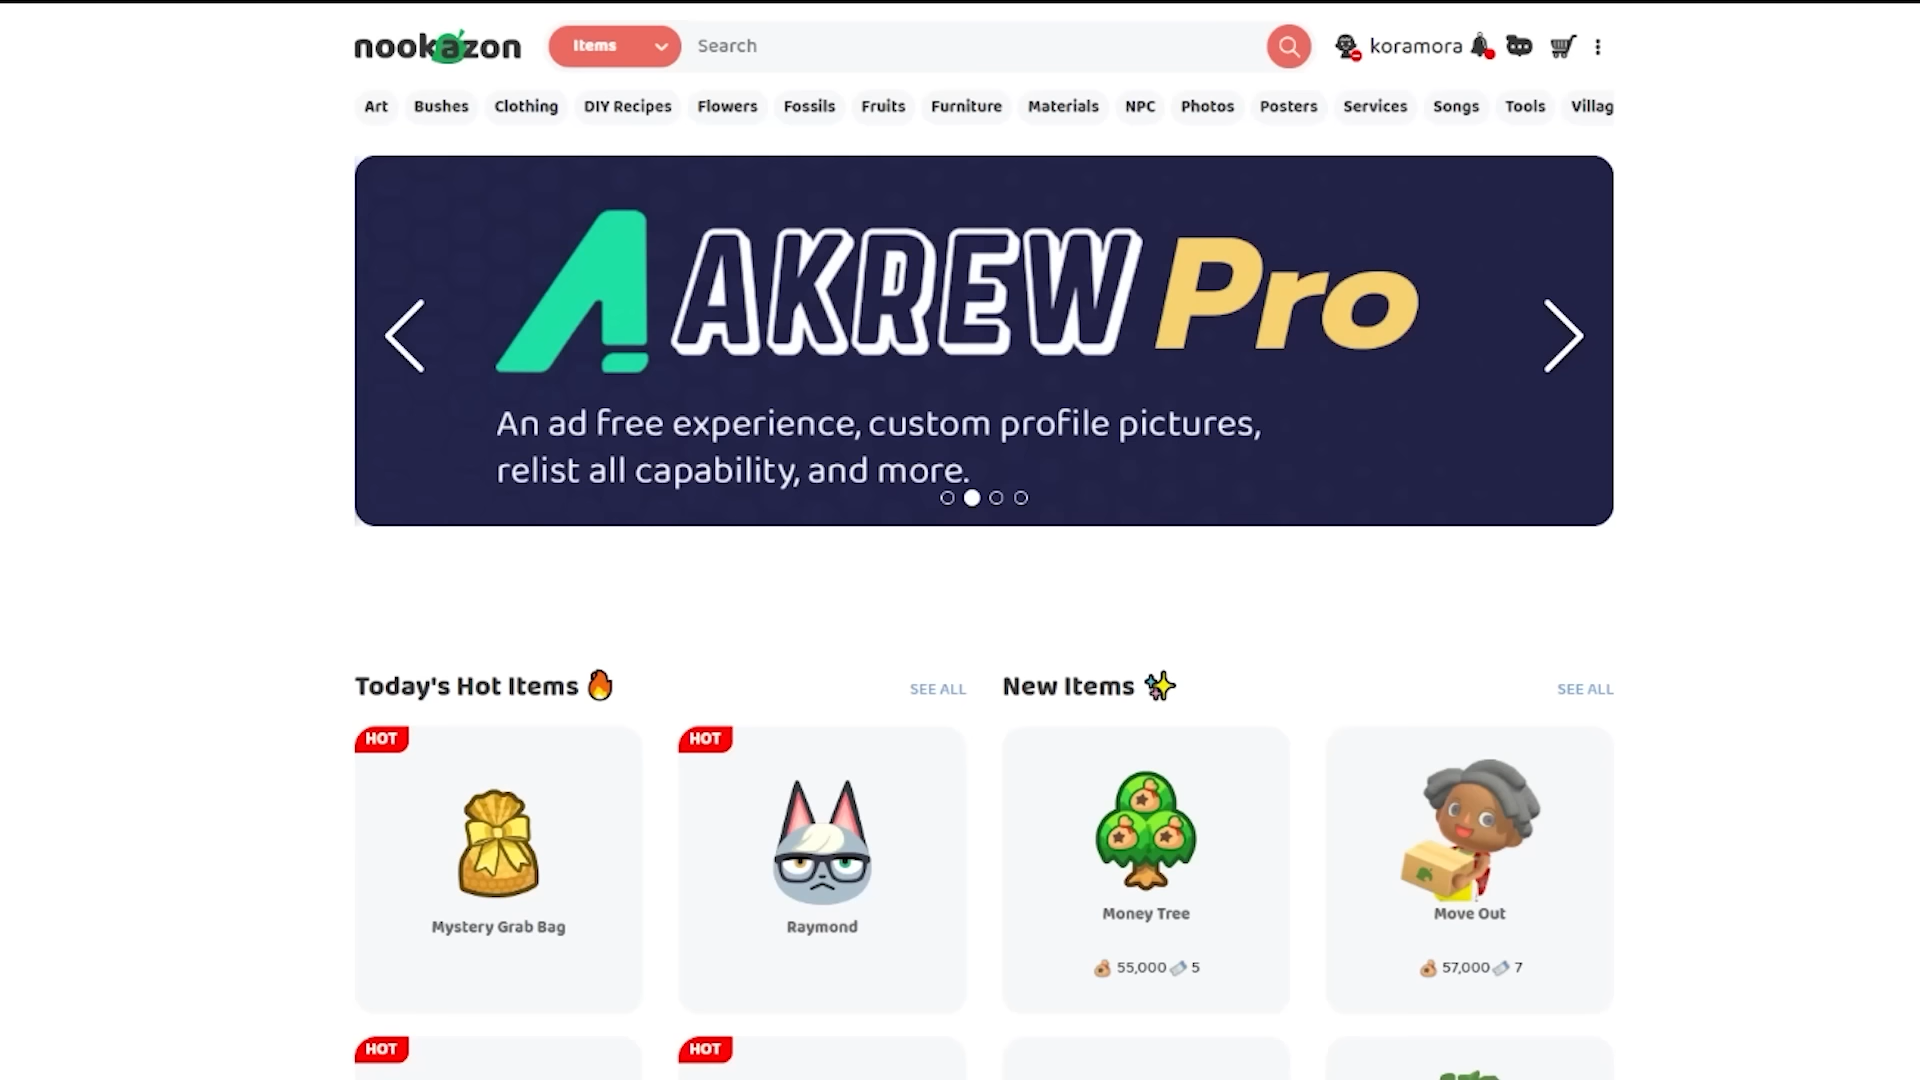 nookazon
Items
Search
koramora
Art
Bushes
Clothing
DIY Recipes
Flowers
Fossils
Fruits
Furniture
Materials
NPC
Photos
Posters
Services
Songs
Tools
Villag
AKREW Pro
An ad free experience, custom profile pictures,
relist all capability, and more.
Today's Hot Items
SEE ALL
New Items
SEE ALL
HOT
HOT
Mystery Grab Bag
Raymond
Money Tree
Move Out
55,000 5
57,000 7
HOT
HOT